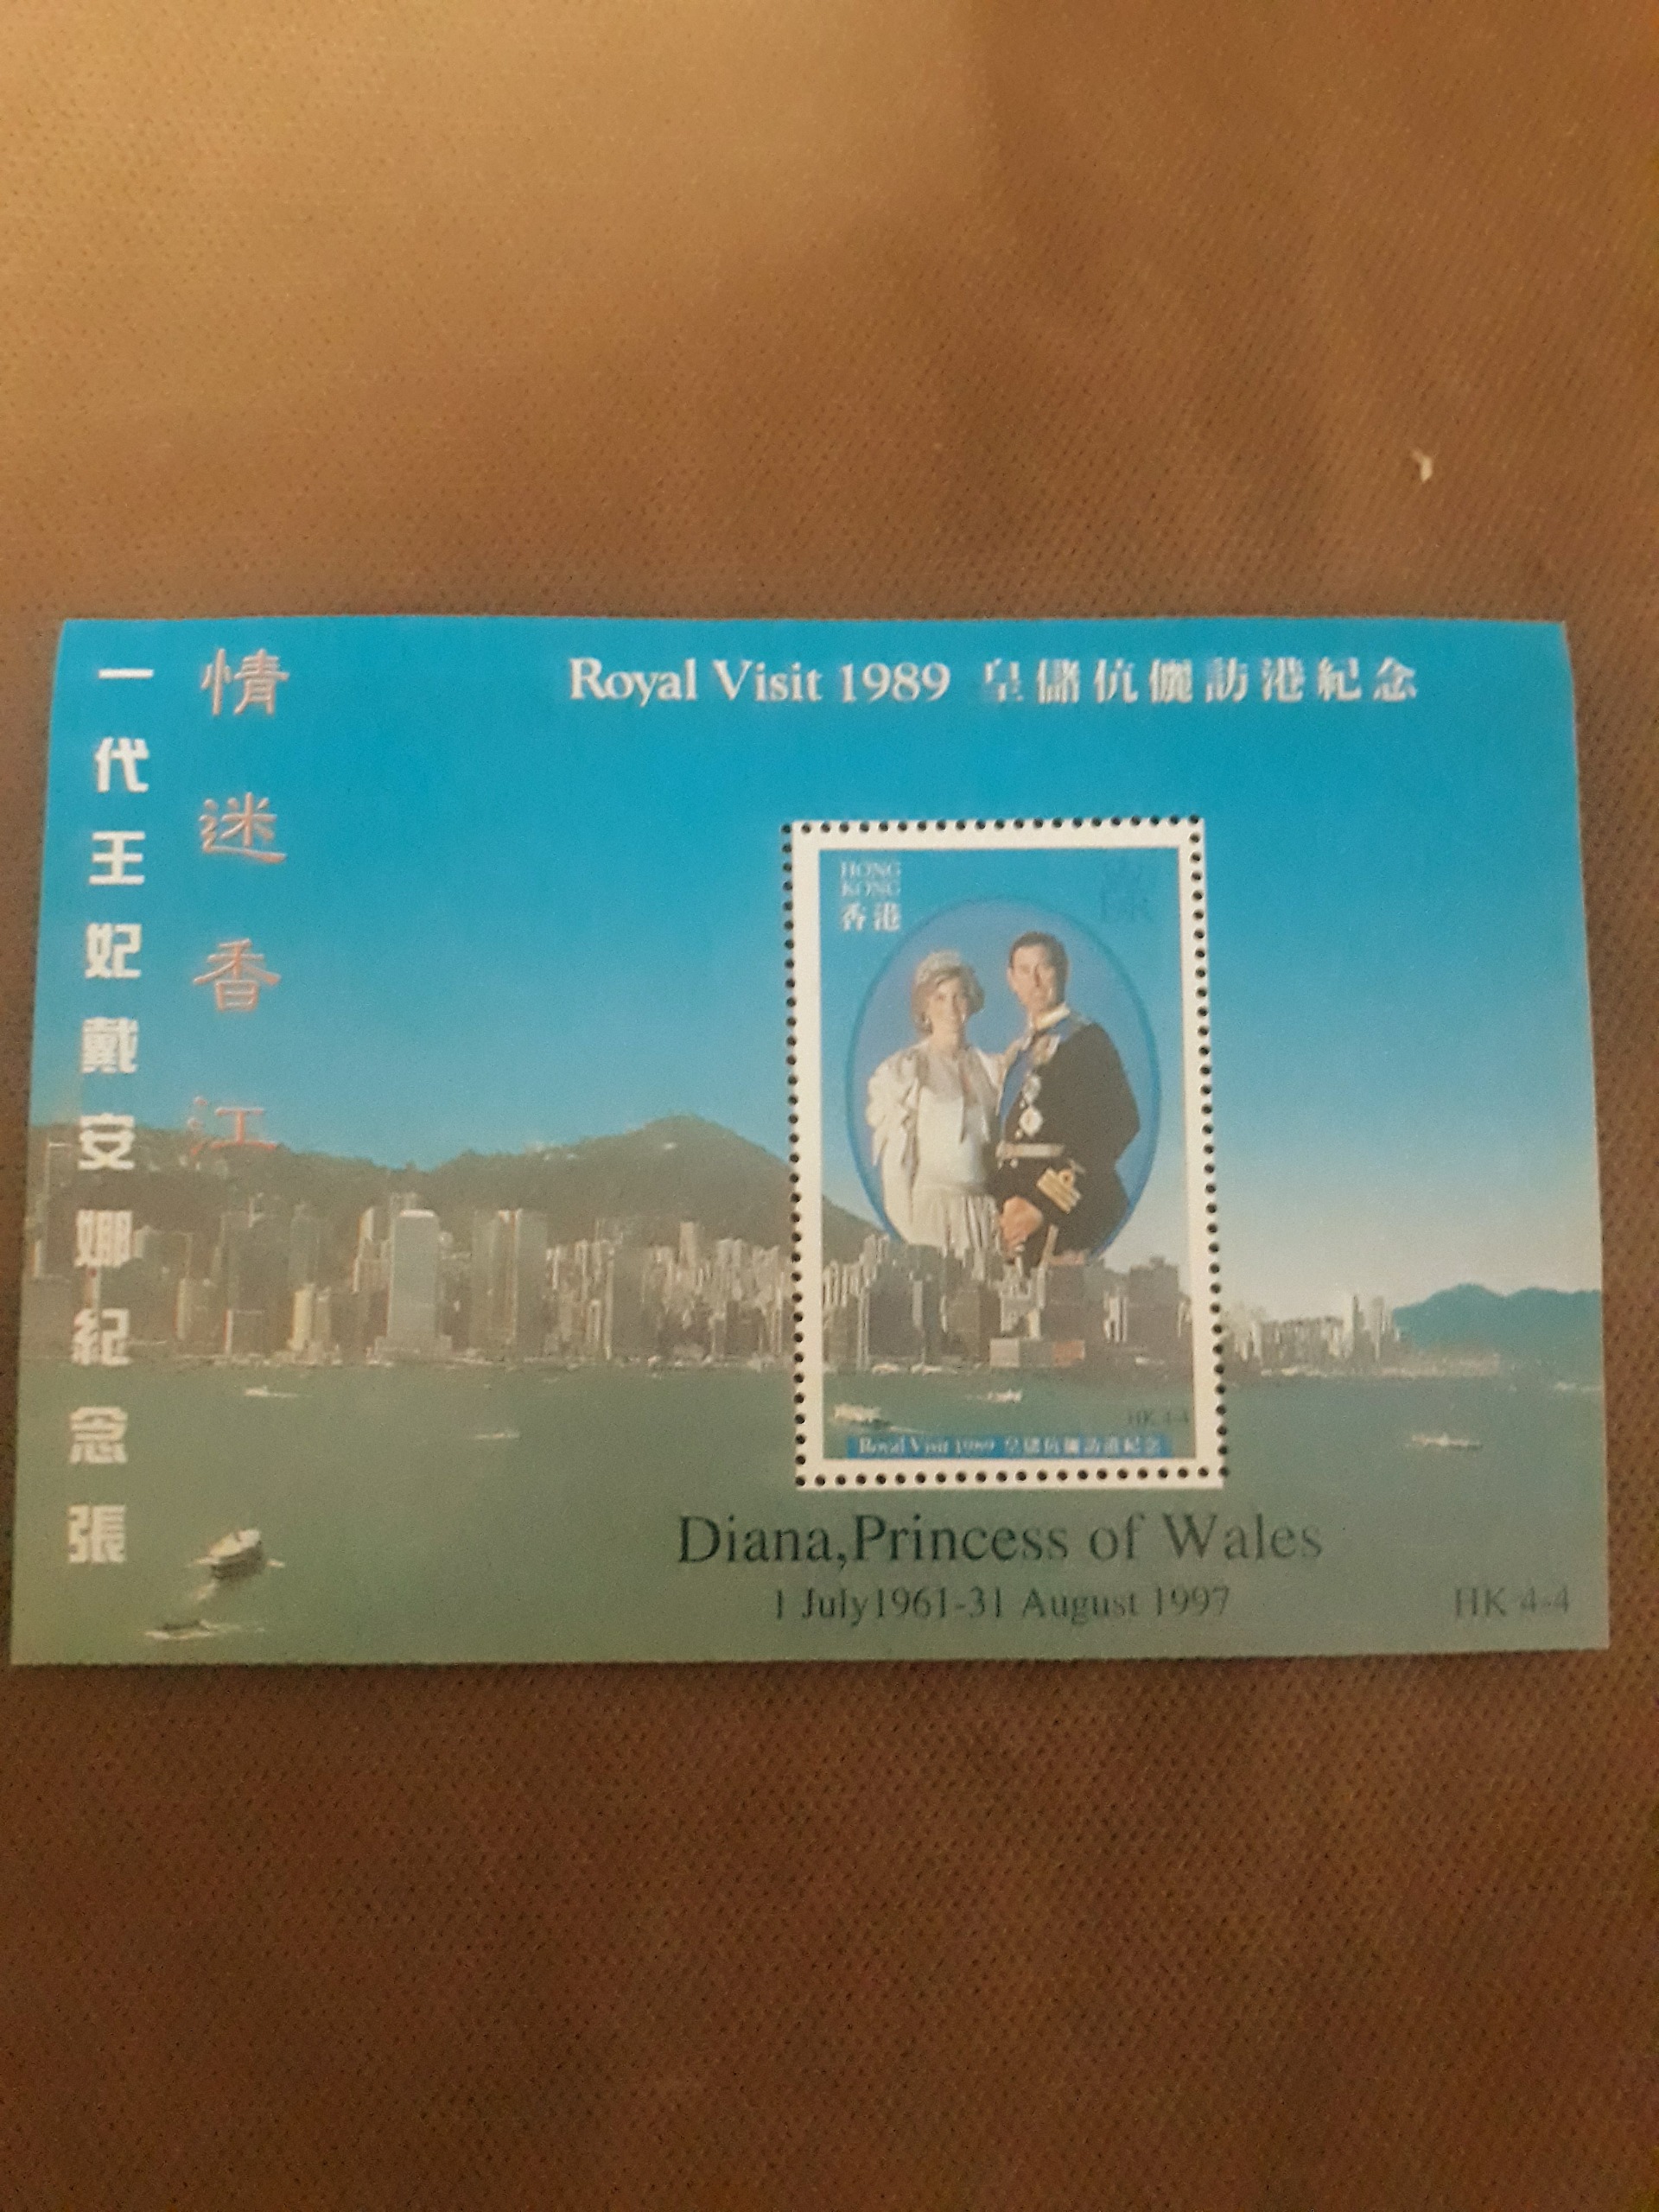 Royal Visit 1989 皇儲伉儷訪港紀念
情迷香江
一代王妃戴安娜紀念張
HONG
KONG
香港
HK 4-4
Royal Visit 1989 皇儲伉儷訪港紀念
Diana,Princess of Wales
1 July1961-31 August 1997
HK 4-4